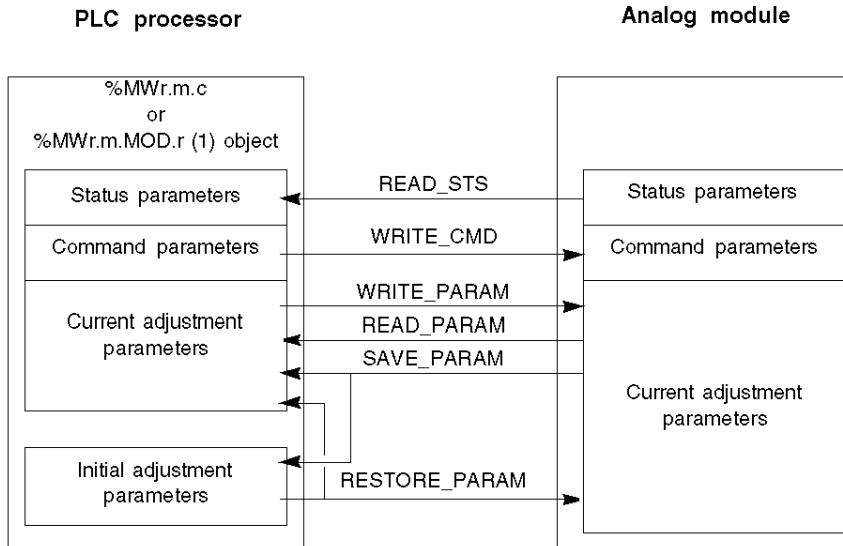 PLC processor
Analog module
%MWr.m.c
or
%MWr.m.MOD.r (1) object
Status parameters
READ_STS
Status parameters
Command parameters
WRITE_CMD
Command parameters
WRITE_PARAM
Current adjustment
parameters
READ_PARAM
SAVE_PARAM
Current adjustment
parameters
Initial adjustment
parameters
RESTORE_PARAM